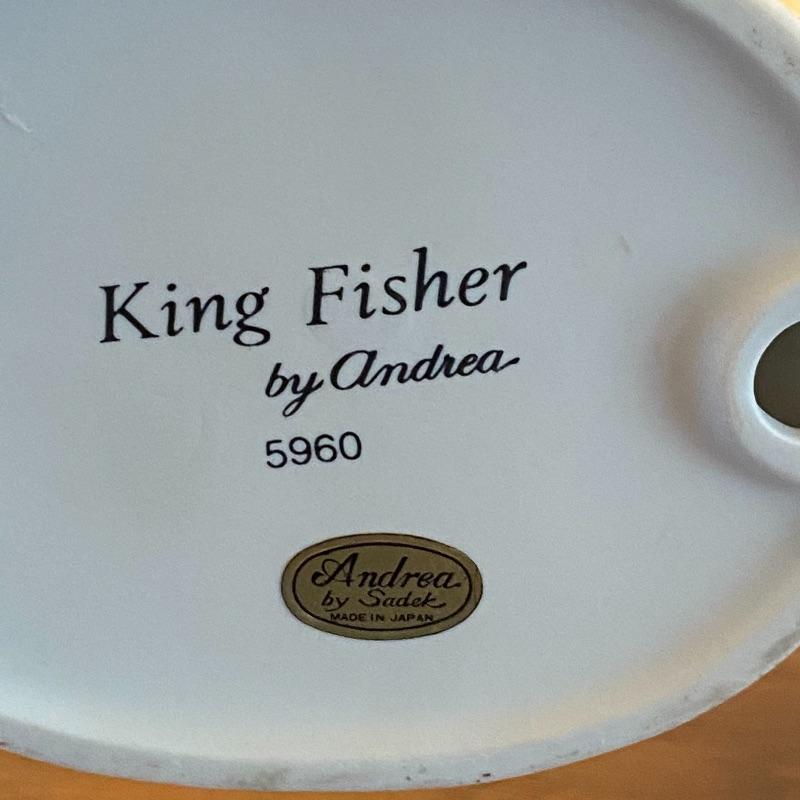 King Fisher
by Andrea
5960
Andrea
by Sadek
MADE IN JAPAN